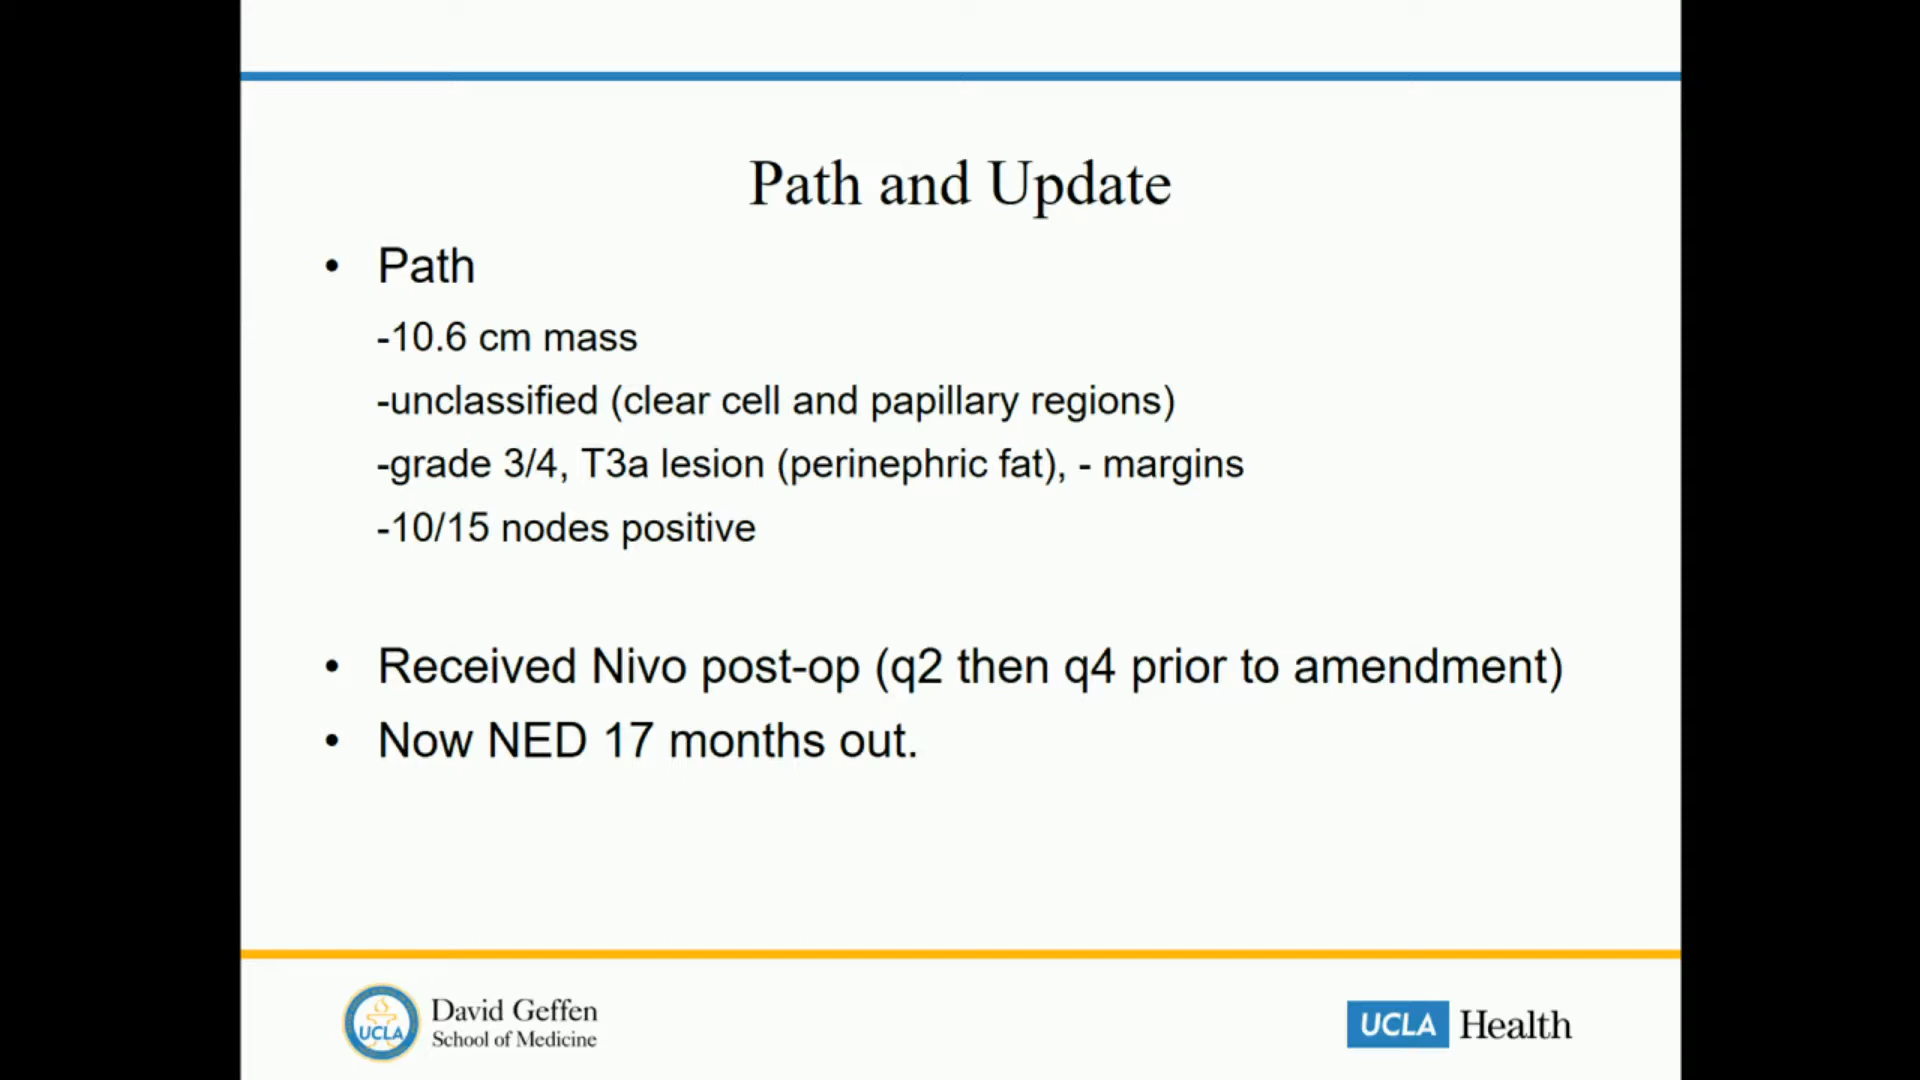 Path and Update
• Path
-10.6 cm mass
-unclassified (clear cell and papillary regions)
-grade 3/4, T3a lesion (perinephric fat), - margins
-10/15 nodes positive
• Received Nivo post-op (q2 then q4 prior to amendment)
• Now NED 17 months out.
UCLA
David Geffen
School of Medicine
UCLA Health